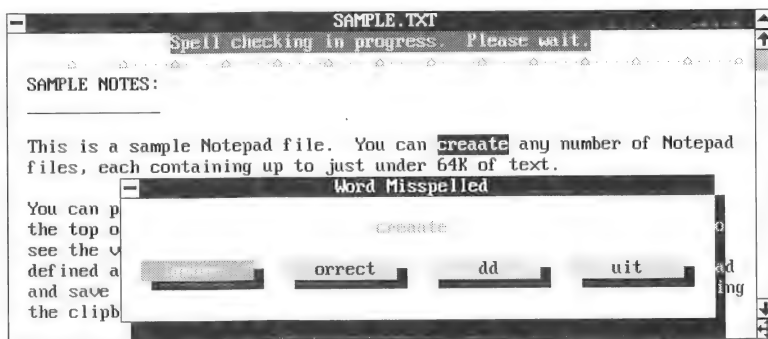 SAMPLE.TXT
Spell checking in progress. Please wait.
SAMPLE NOTES:
This is a sample Notepad file. You can creaate any number of Notepad
files, each containing up to just under 64K of text.
Word Misspelled
You can p
the top o
creaate
see the
defined a
orrect dd uit
and save
the clipb